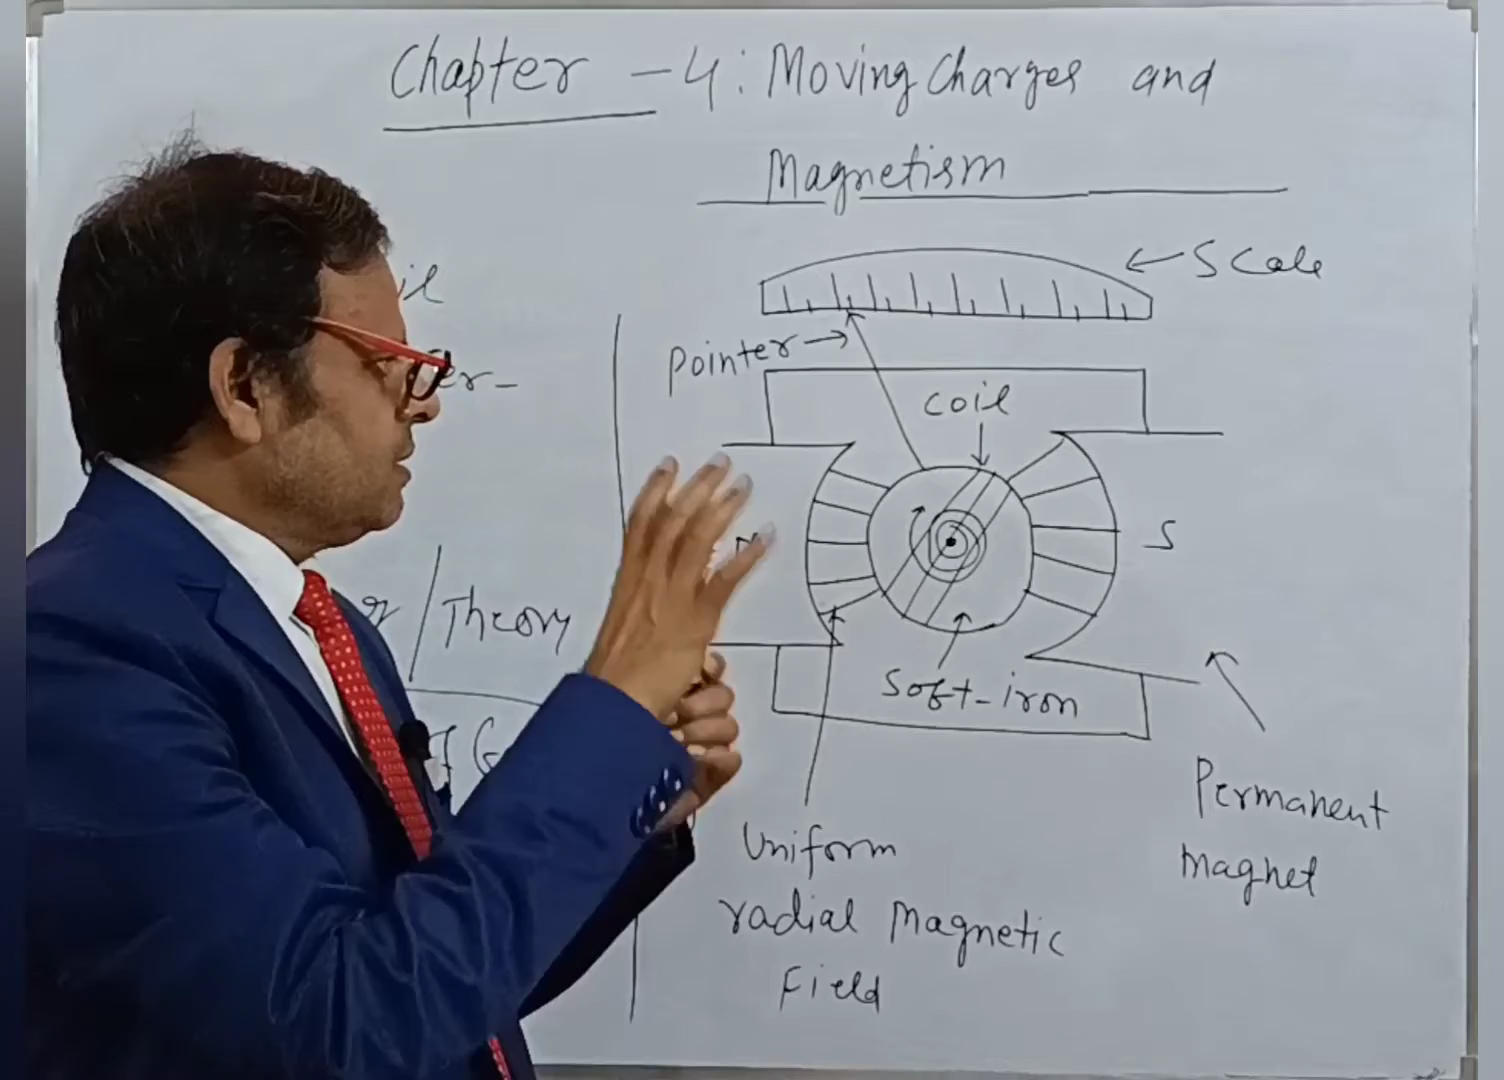 Chapter - 4: Moving Charges and
Magnetism
← Scale
Pointer →
coil
S
/ Theory
soft-iron
Permanent
Magnet
Uniform
radial Magnetic
Field